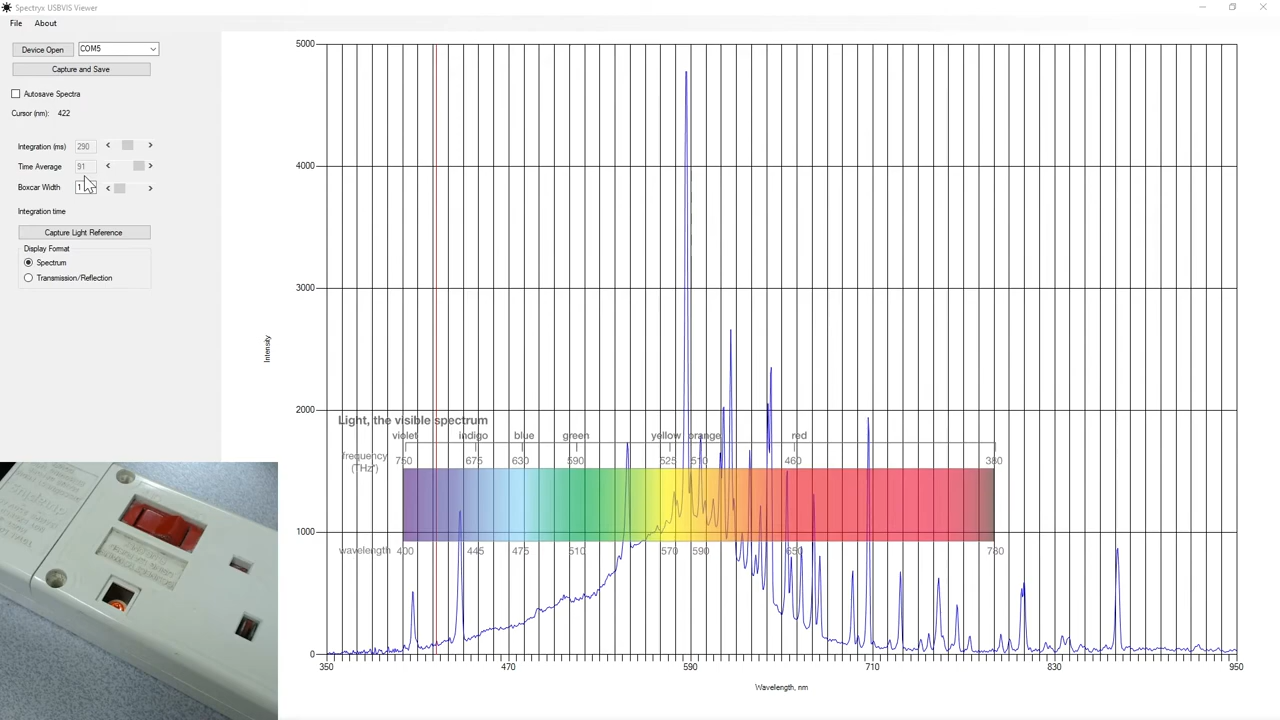 Spectryx USBVIS Viewer
File About
Device Open COM5
Capture and Save
Autosave Spectra
Cursor (nm): 422
Integration (ms) 290
Time Average 91
Boxcar Width 1
Integration time
Capture Light Reference
Display Format
Spectrum
Transmission/Reflection
5000
4000
3000
2000
1000
0
Intensity
350 470 590 710 830 950
Wavelength, nm
Light, the visible spectrum
violet indigo blue green yellow orange red
frequency (THz) 750 675 630 590 525 510 460 380
wavelength 400 445 475 510 570 590 650 780